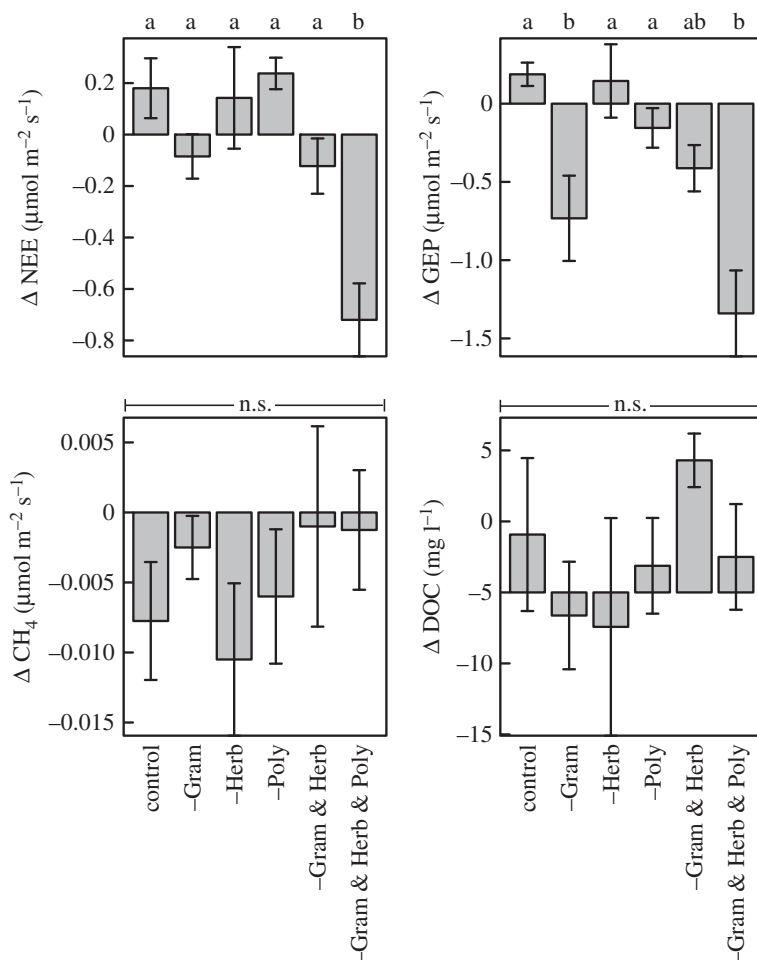 a a a a a b
0.2
0
−0.2
−0.4
−0.6
−0.8
Δ NEE (μmol m⁻² s⁻¹)
a b a a ab b
0
−0.5
−1.0
−1.5
Δ GEP (μmol m⁻² s⁻¹)
n.s.
0.005
0
−0.005
−0.010
−0.015
Δ CH₄ (μmol m⁻² s⁻¹)
control
−Gram
−Herb
−Poly
−Gram & Herb
−Gram & Herb & Poly
n.s.
5
0
−5
−10
−15
Δ DOC (mg l⁻¹)
control
−Gram
−Herb
−Poly
−Gram & Herb
−Gram & Herb & Poly